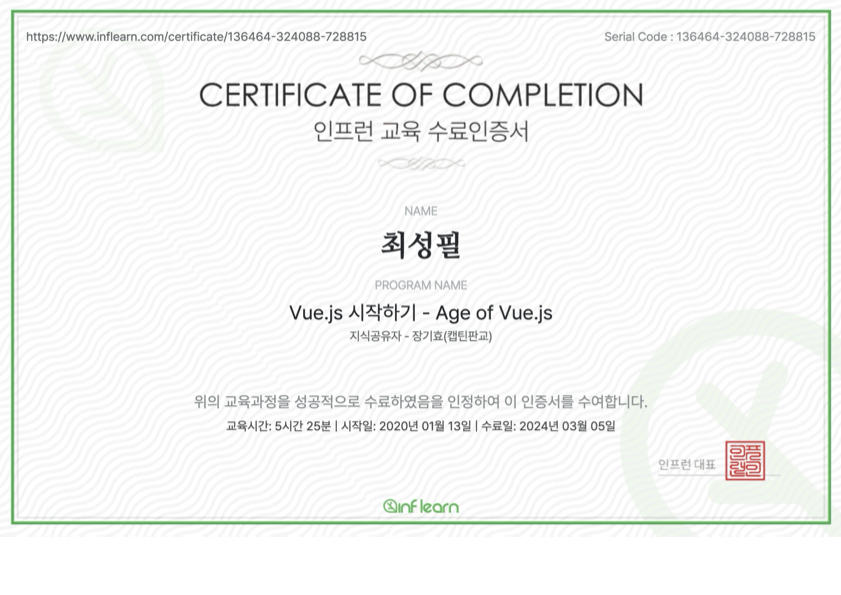 https://www.inflearn.com/certificate/136464-324088-728815
Serial Code : 136464-324088-728815
CERTIFICATE OF COMPLETION
인프런 교육 수료인증서
NAME
최성필
PROGRAM NAME
Vue.js 시작하기 - Age of Vue.js
지식공유자 - 장기효(캡틴판교)
위의 교육과정을 성공적으로 수료하였음을 인정하여 이 인증서를 수여합니다.
교육시간: 5시간 25분 | 시작일: 2020년 01월 13일 | 수료일: 2024년 03월 05일
인프런 대표
inflearn